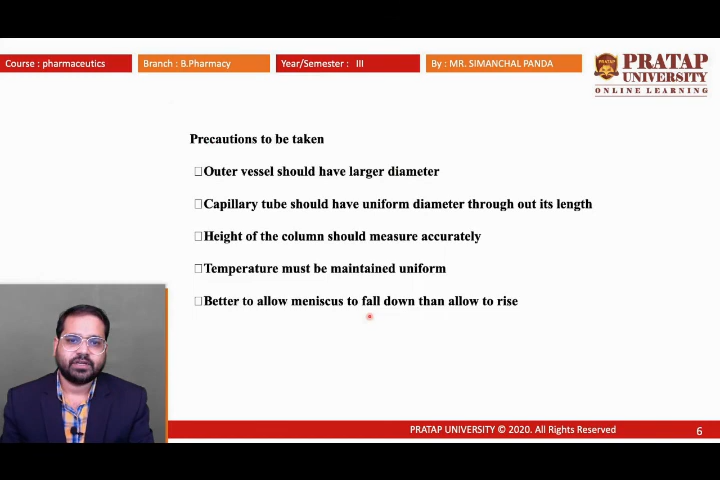 Course : pharmaceutics
Branch : B.Pharmacy
Year/Semester : III
By : MR. SIMANCHAL PANDA
PRATAP
PRATAP
UNIVERSITY
ONLINE LEARNING
Precautions to be taken
Outer vessel should have larger diameter
Capillary tube should have uniform diameter through out its length
Height of the column should measure accurately
Temperature must be maintained uniform
Better to allow meniscus to fall down than allow to rise
PRATAP UNIVERSITY © 2020. All Rights Reserved
6